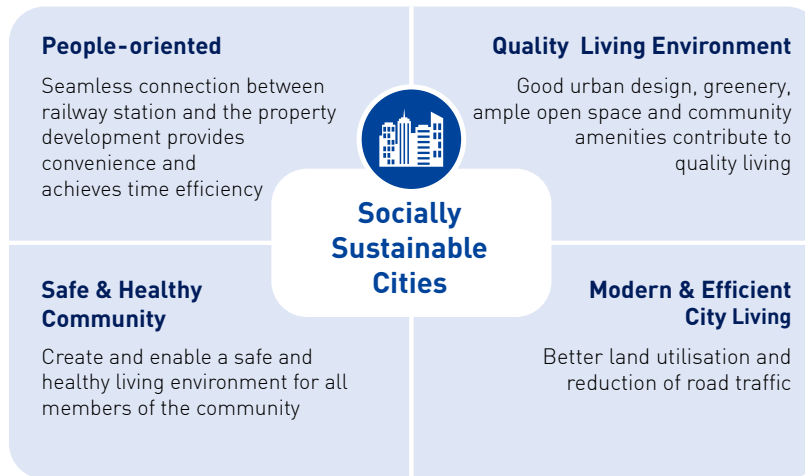 People-oriented
Seamless connection between
railway station and the property
development provides
convenience and
achieves time efficiency
Quality Living Environment
Good urban design, greenery,
ample open space and community
amenities contribute to
quality living
Socially
Sustainable
Cities
Safe & Healthy
Community
Create and enable a safe and
healthy living environment for all
members of the community
Modern & Efficient
City Living
Better land utilisation and
reduction of road traffic